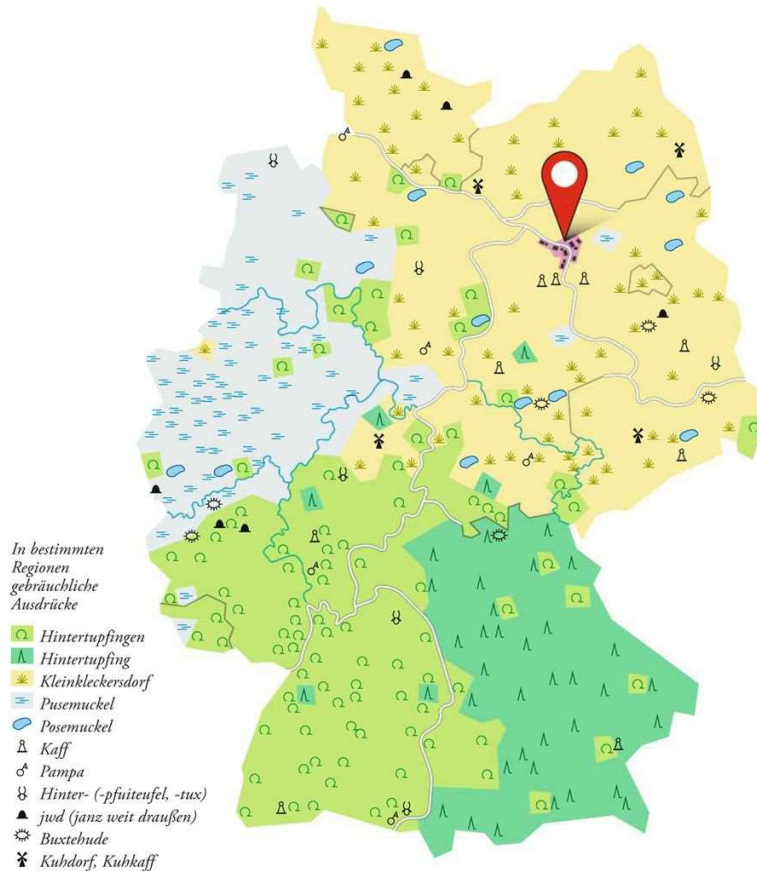 In bestimmten
Regionen
gebräuchliche
Ausdrücke
Hintertupfingen
Hintertupfing
Kleinkleckersdorf
Pusemuckel
Posemuckel
Kaff
Pampa
Hinter- (-pfuiteufel, -tux)
jwd (janz weit draußen)
Buxtehude
Kuhdorf, Kuhkaff